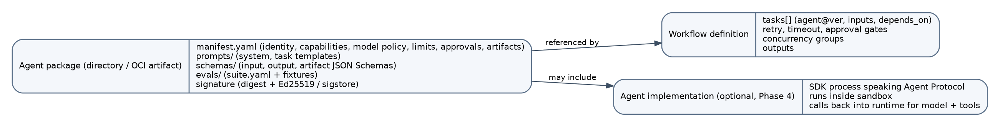 Agent package (directory / OCI artifact)
manifest.yaml (identity, capabilities, model policy, limits, approvals, artifacts)
prompts/ (system, task templates)
schemas/ (input, output, artifact JSON Schemas)
evals/ (suite.yaml + fixtures)
signature (digest + Ed25519 / sigstore)
referenced by
Workflow definition
tasks[] (agent@ver, inputs, depends_on)
retry, timeout, approval gates
concurrency groups
outputs
may include
Agent implementation (optional, Phase 4)
SDK process speaking Agent Protocol
runs inside sandbox
calls back into runtime for model + tools